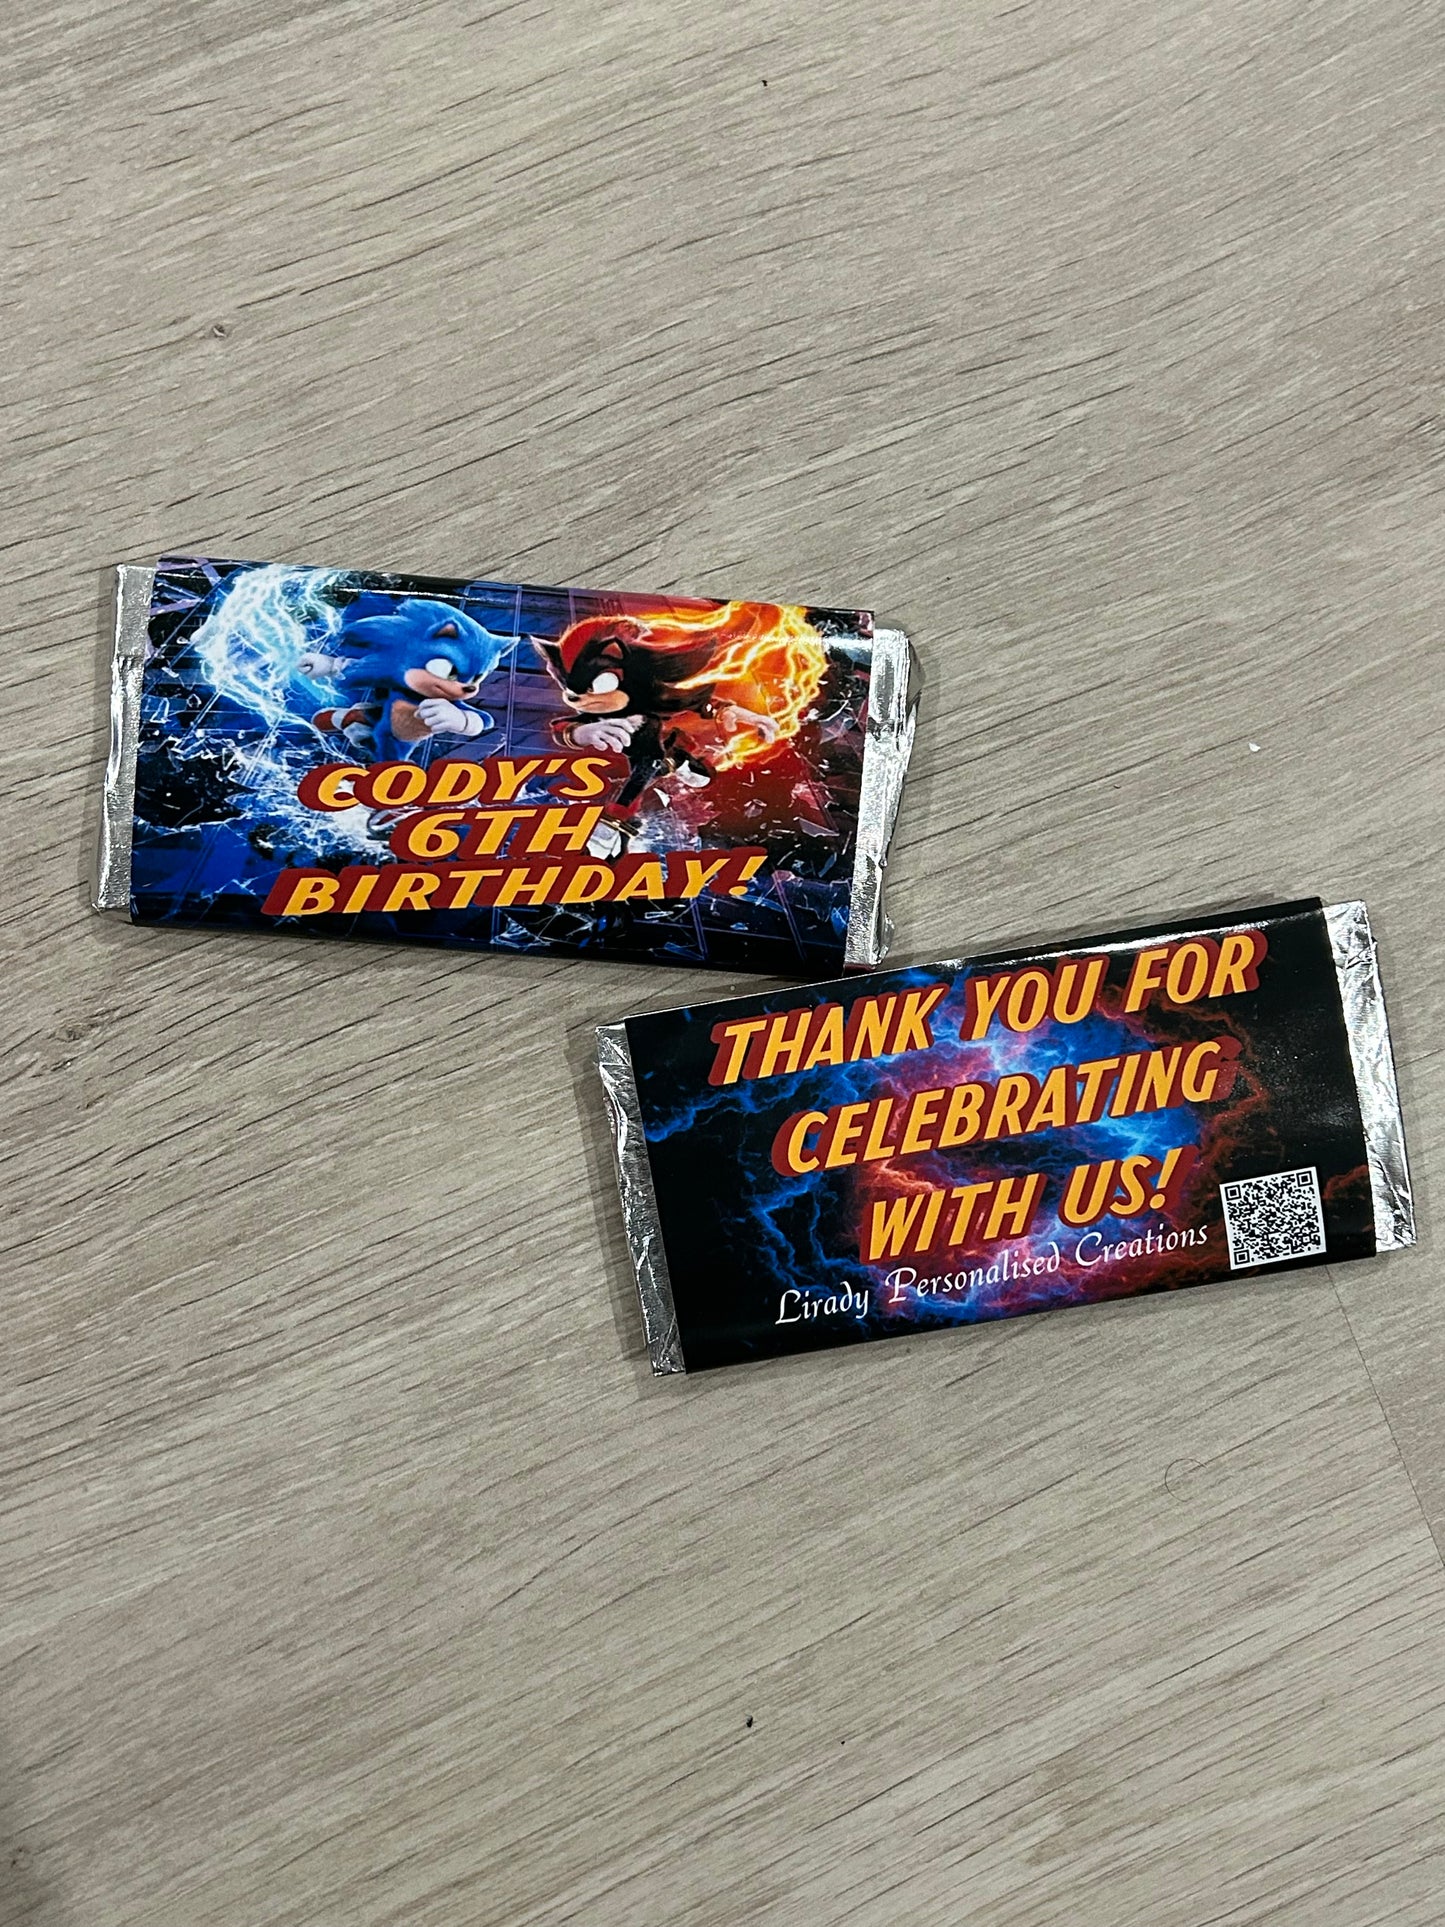 CODY'S
6TH
BIRTHDAY!
THANK YOU FOR
CELEBRATING
WITH US!
Lirady Personalised Creations